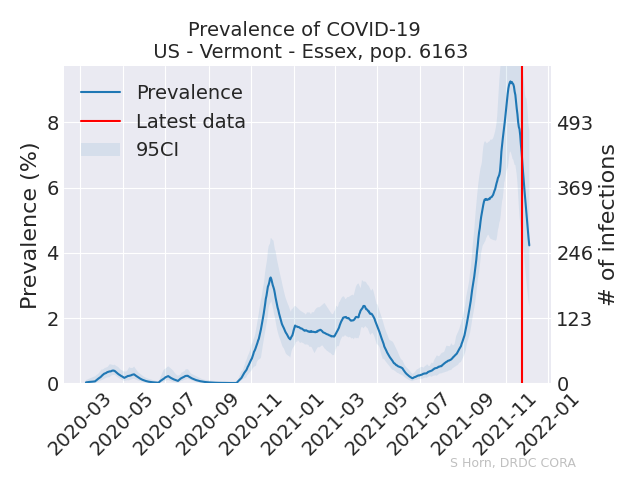 Prevalence of COVID-19
US - Vermont - Essex, pop. 6163
Prevalence
Latest data
95CI
Prevalence (%)
8
6
4
2
0
493
369
246
123
0
# of infections
2020-03
2020-05
2020-07
2020-09
2020-11
2021-01
2021-03
2021-05
2021-07
2021-09
2021-11
2022-01
S Horn, DRDC CORA